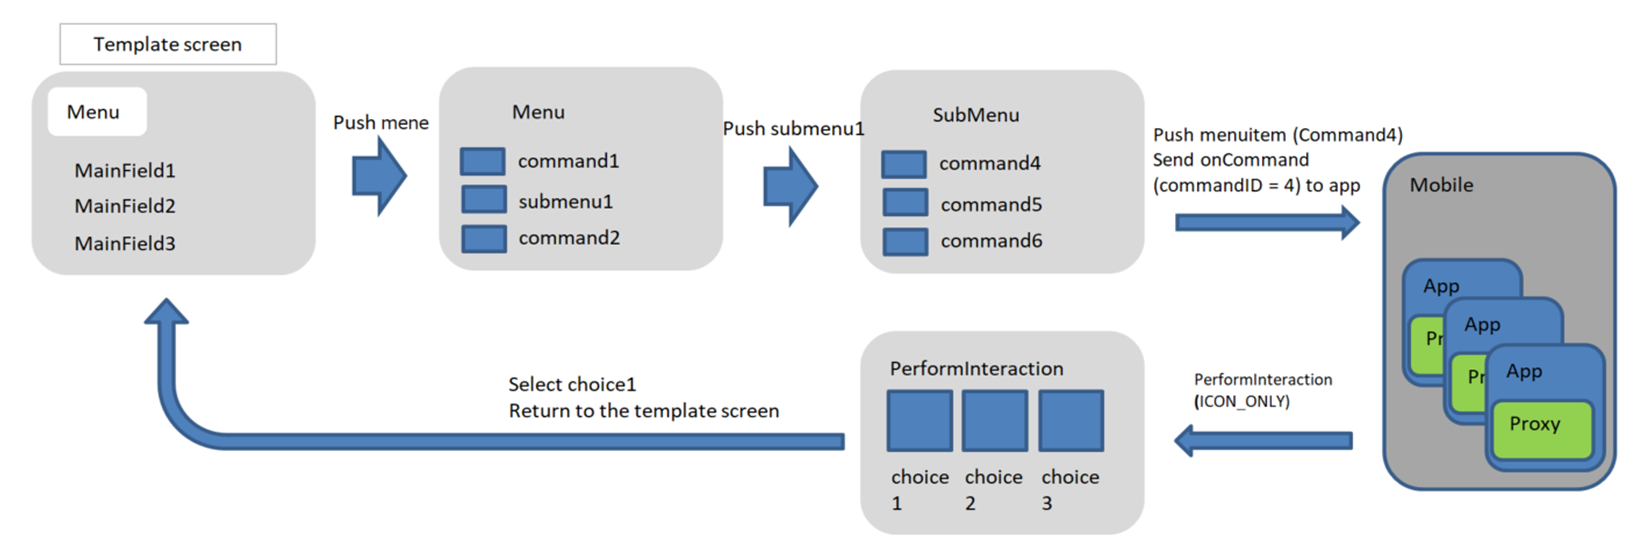 Template screen
Menu
MainField1
MainField2
MainField3
Push mene
Menu
command1
submenu1
command2
Push submenu1
SubMenu
command4
command5
command6
Push menuitem (Command4)
Send onCommand
(commandID = 4) to app
Mobile
App
Pr
App
Pr
App
Proxy
PerformInteraction
(ICON_ONLY)
PerformInteraction
choice
1
choice
2
choice
3
Select choice1
Return to the template screen